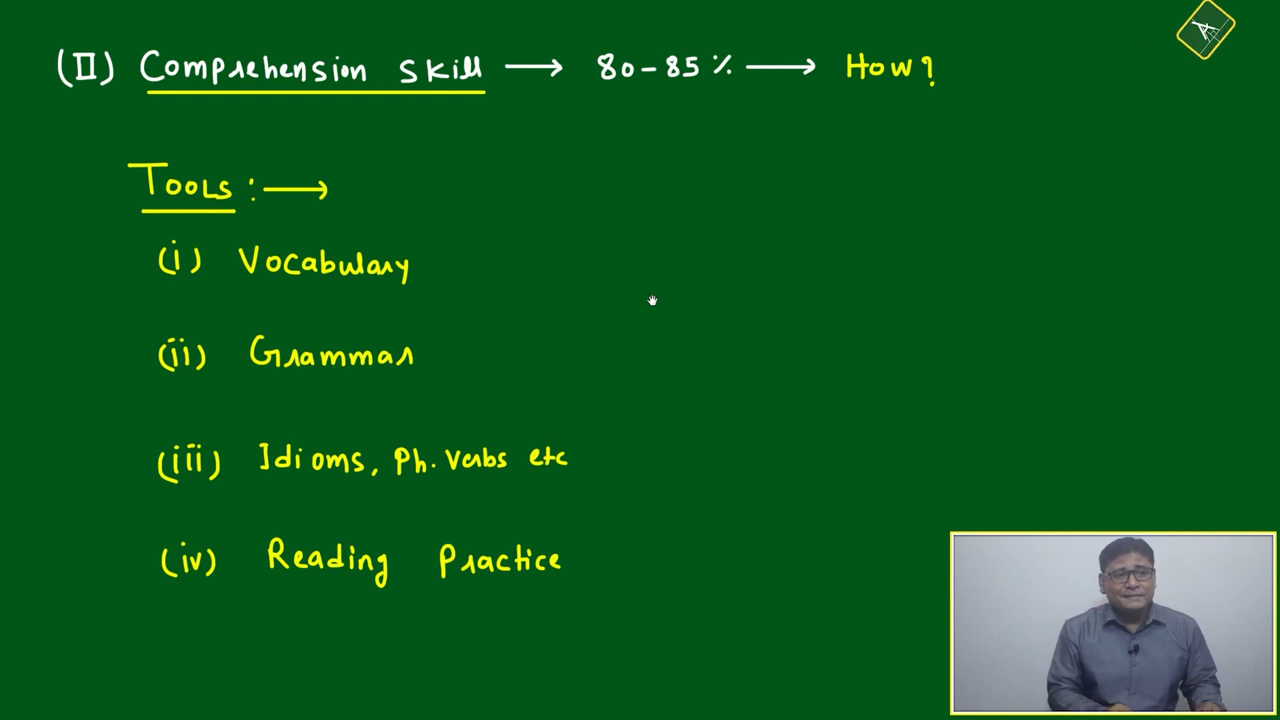 (II) Comprehension skill → 80-85% → How?
Tools :→
(i) Vocabulary
(ii) Grammar
(iii) Idioms, Ph. Verbs etc
(iv) Reading Practice